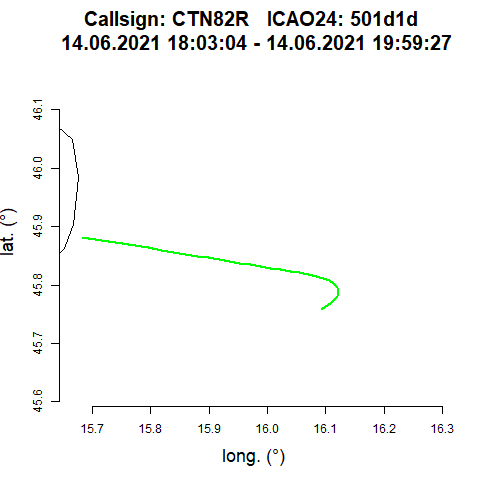 Callsign: CTN82R   ICAO24: 501d1d
14.06.2021 18:03:04 - 14.06.2021 19:59:27
46.1
46.0
45.9
45.8
45.7
45.6
lat. (°)
15.7 15.8 15.9 16.0 16.1 16.2 16.3
long. (°)